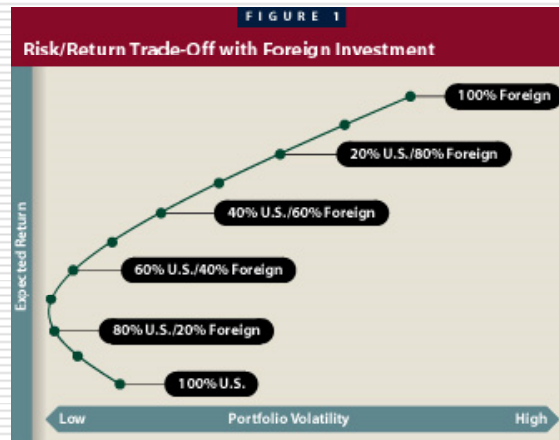 FIGURE 1
Risk/Return Trade-Off with Foreign Investment
100% Foreign
20% U.S./80% Foreign
40% U.S./60% Foreign
60% U.S./40% Foreign
80% U.S./20% Foreign
100% U.S.
Expected Return
Low Portfolio Volatility High